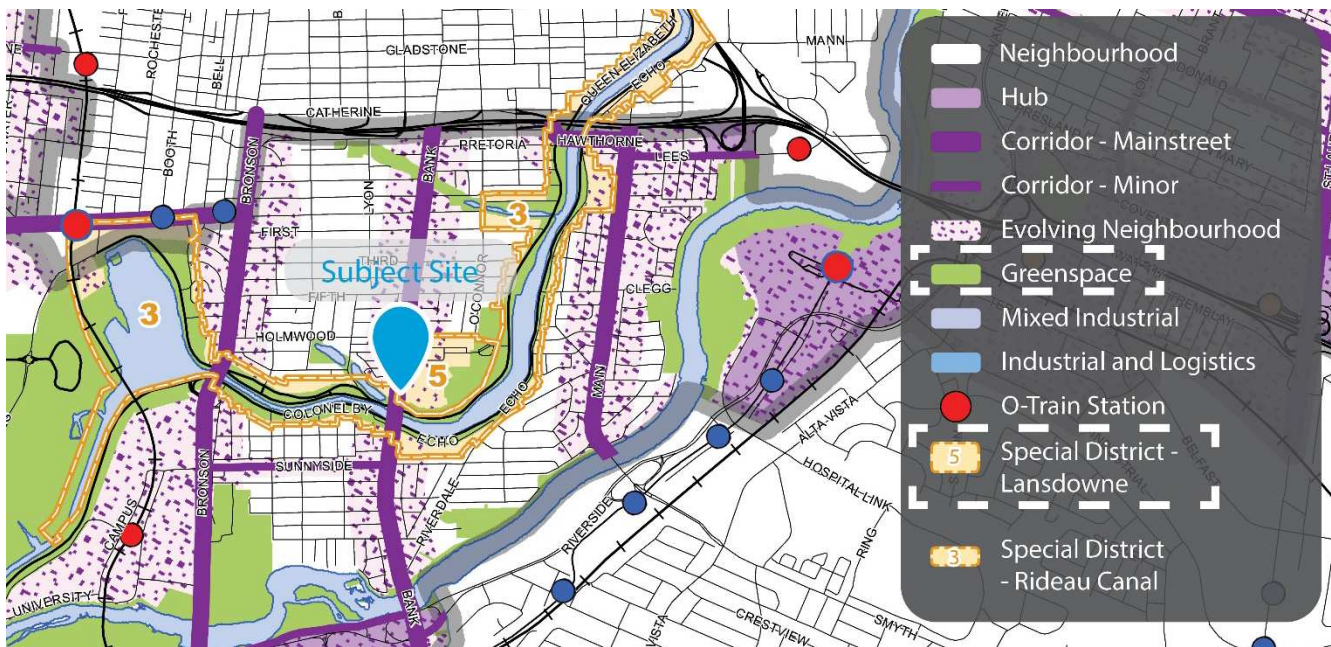 GLADSTONE
MANN
ROCHESTER
BELL
BOOTH
CATHERINE
QUEEN ELIZABETH
ECHO
PRETORIA
HAWTHORNE
LEES
BRONSON
BANK
LYON
3
FIRST
THIRD
Subject Site
O'CONNOR
FIFTH
CLEGG
3
HOLMWOOD
5
MAIN
COLONEL BY
ECHO
ECHO
SUNNYSIDE
BRONSON
RIVERDALE
CAMPUS
UNIVERSITY
BANK
RIVERSIDE
ALTA VISTA
HOSPITAL LINK
RING
CRESTVIEW
SMYTH
INDUSTRIAL
BELFAST
TREMBLAY
Neighbourhood
Hub
Corridor - Mainstreet
Corridor - Minor
Evolving Neighbourhood
Greenspace
Mixed Industrial
Industrial and Logistics
O-Train Station
5
Special District -
Lansdowne
3
Special District
- Rideau Canal